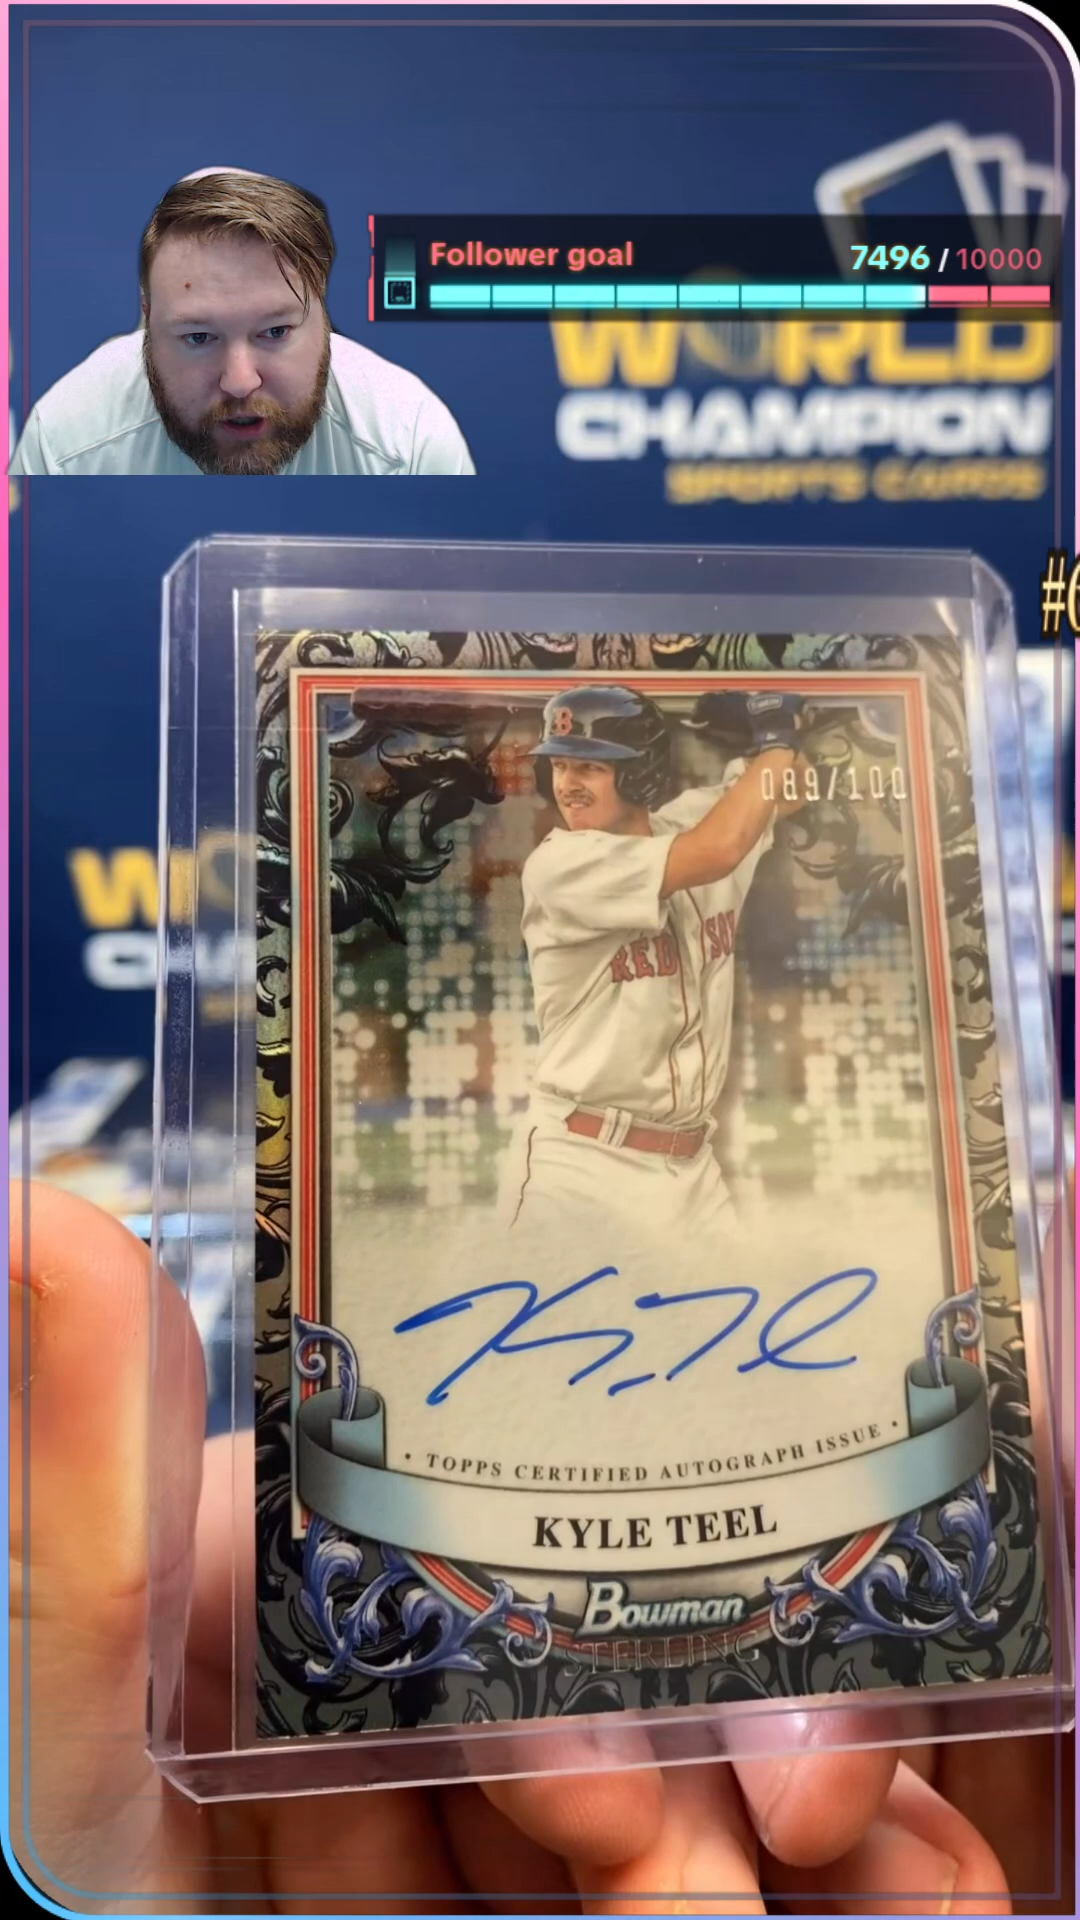 Follower goal
7496 / 10000
WORLD
CHAMPION
SPORTS CARDS
#6
B
089/100
RED SOX
TOPPS CERTIFIED AUTOGRAPH ISSUE
KYLE TEEL
Bowman
STERLING